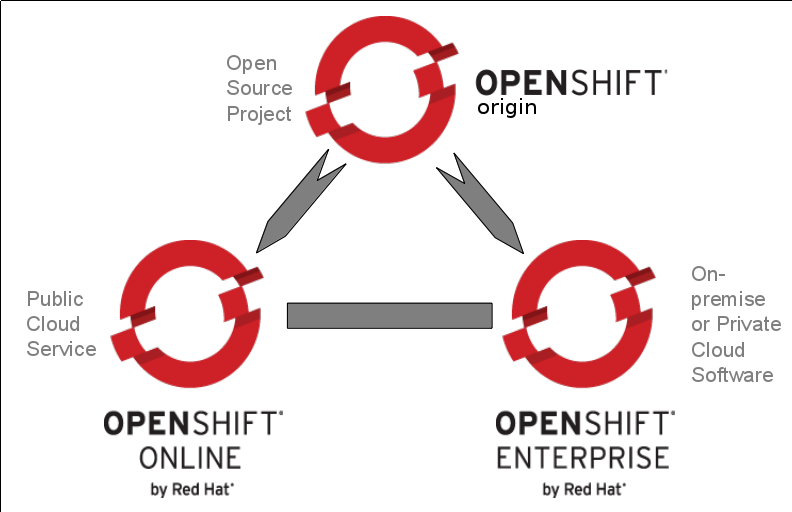 Open
Source
Project
OPENSHIFT®
origin
Public
Cloud
Service
On-
premise
or Private
Cloud
Software
OPENSHIFT®
ONLINE
by Red Hat®
OPENSHIFT®
ENTERPRISE
by Red Hat®